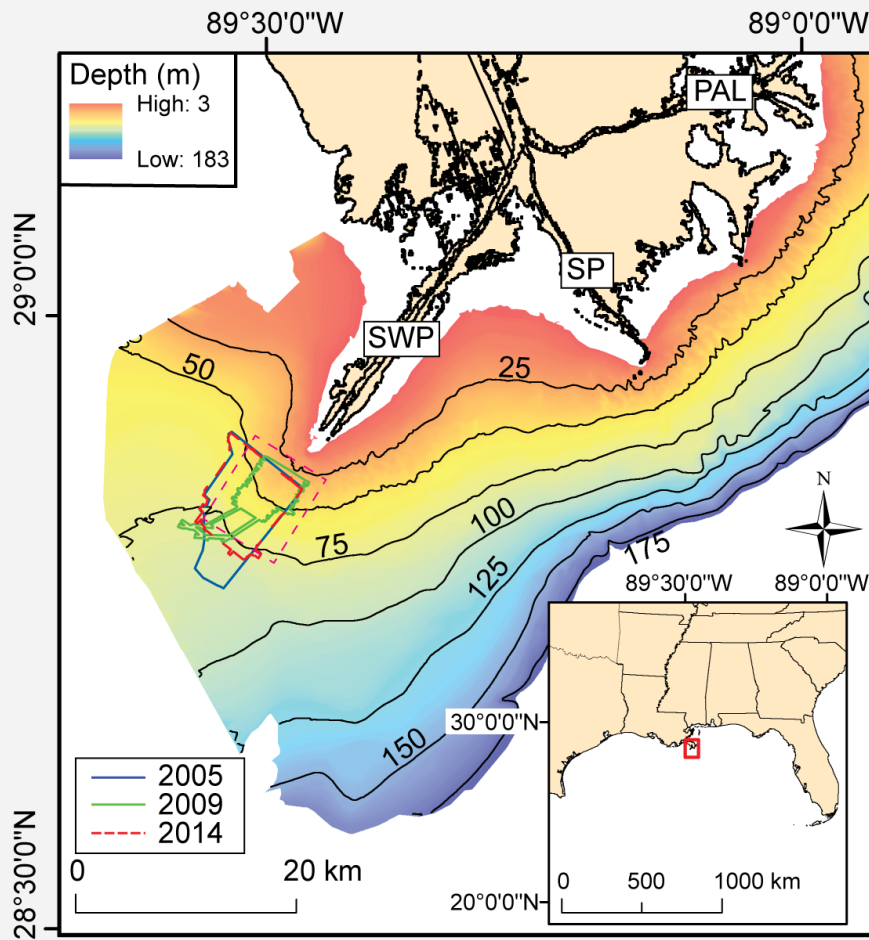 89°30'0"W
89°0'0"W
Depth (m)
High: 3
Low: 183
PAL
29°0'0"N
SP
SWP
50
25
100
75
125
175
150
N
89°30'0"W
89°0'0"W
30°0'0"N
20°0'0"N
0
500
1000 km
2005
2009
2014
0
20 km
28°30'0"N